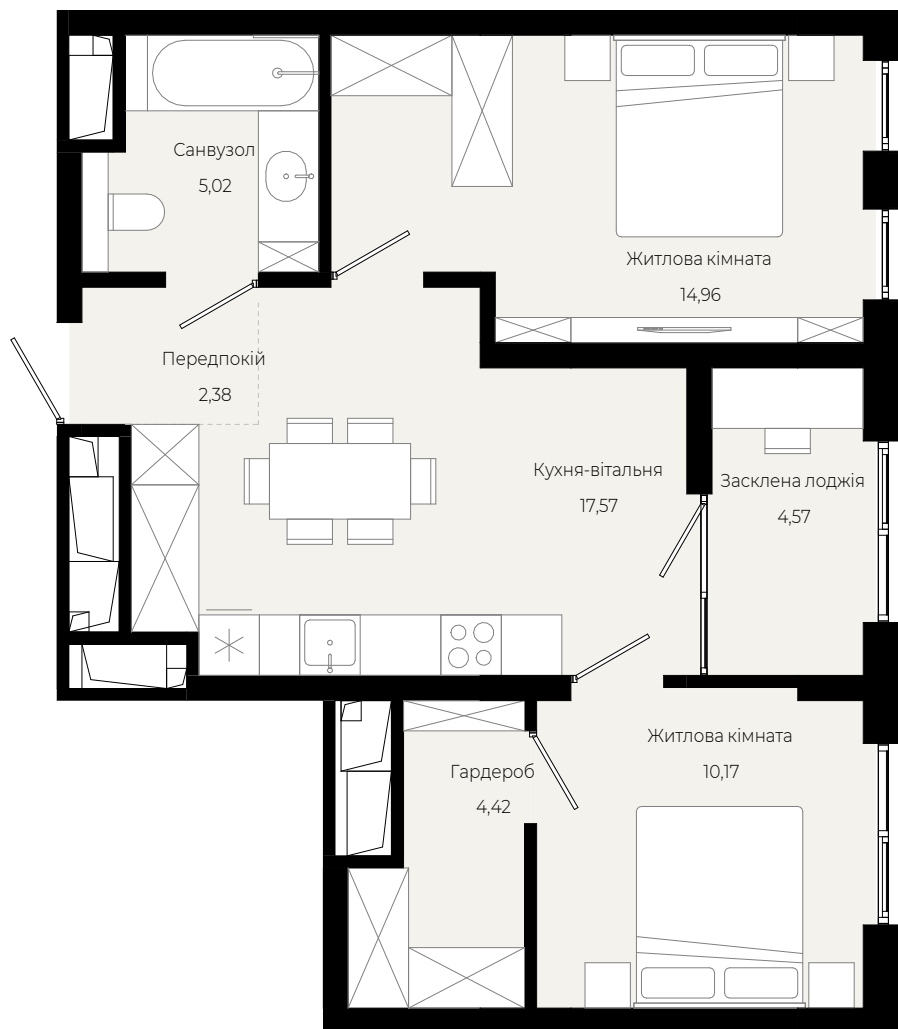 Санвузол
5,02
Житлова кімната
14,96
Передпокій
2,38
Кухня-вітальня
17,57
Засклена лоджія
4,57
Житлова кімната
10,17
Гардероб
4,42